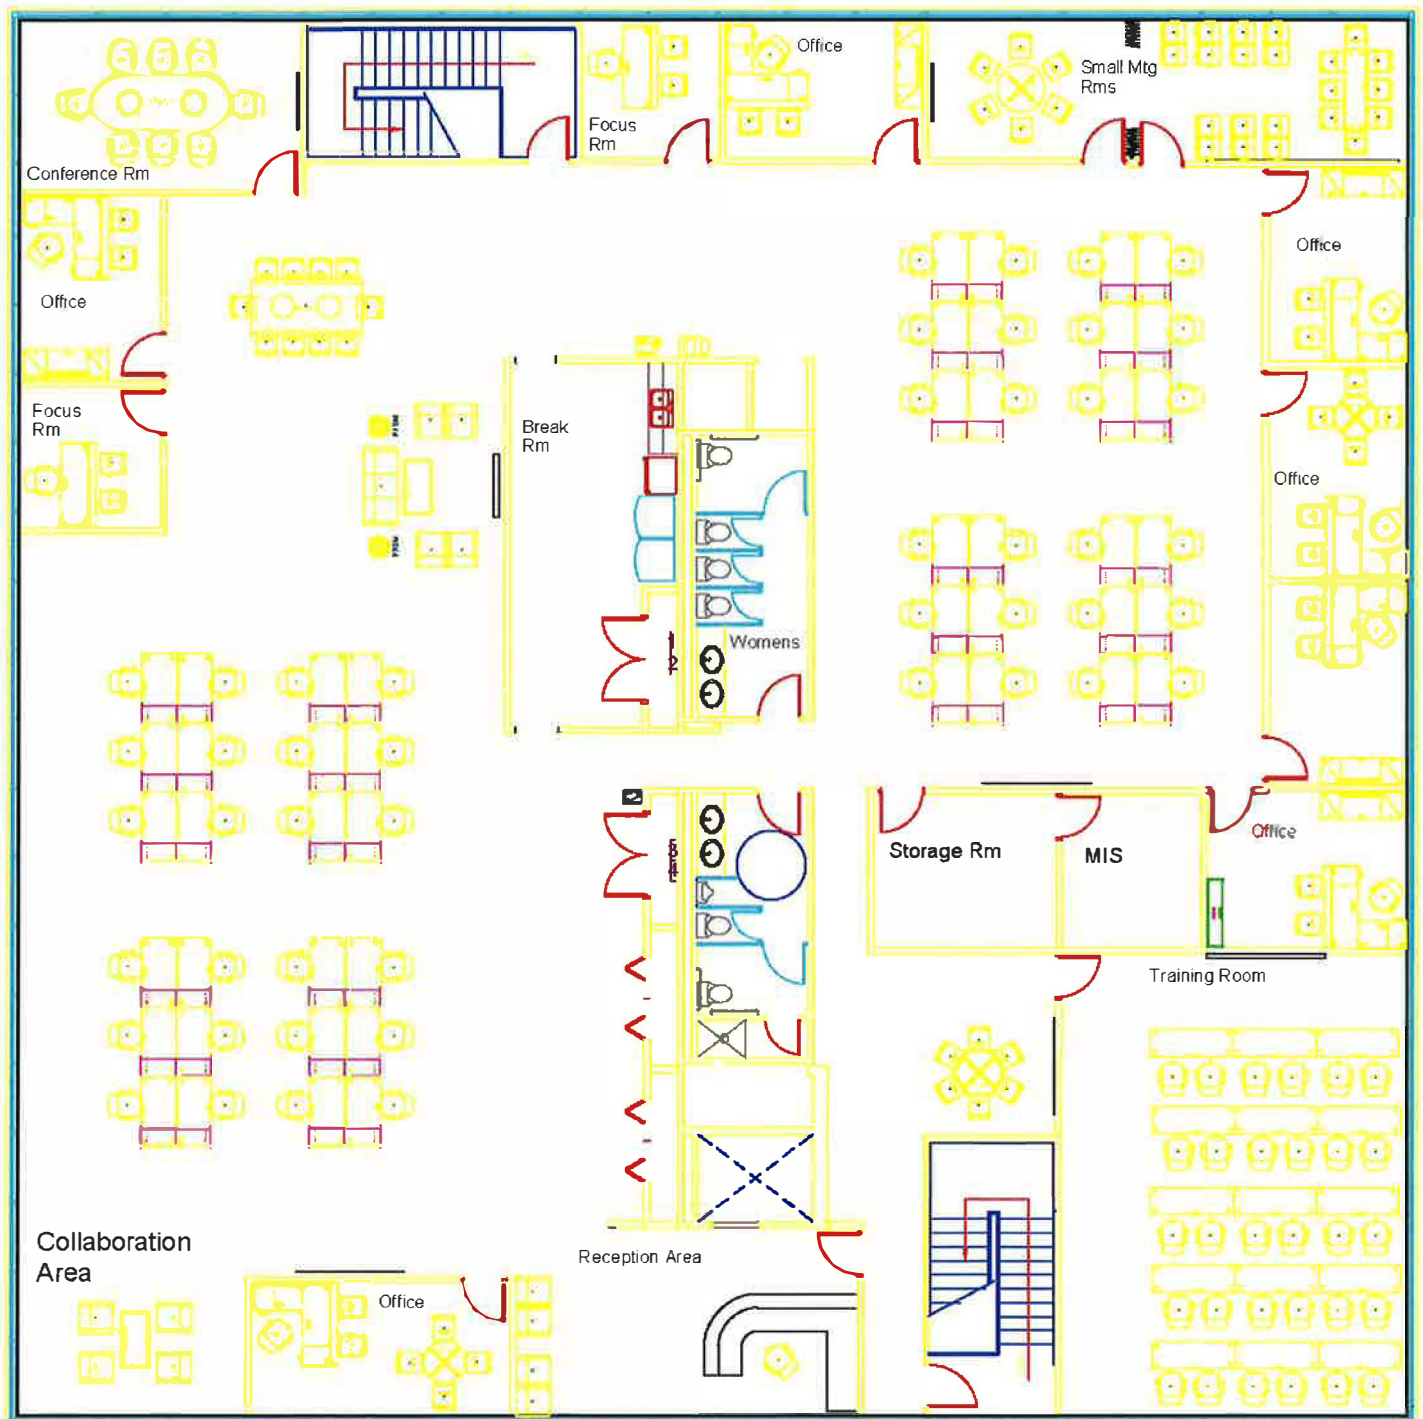 Office
Small Mtg
Rms
Focus
Rm
Conference Rm
Office
Office
Focus
Rm
Break
Rm
Office
Womens
Office
Storage Rm
MIS
Training Room
Collaboration
Area
Reception Area
Office